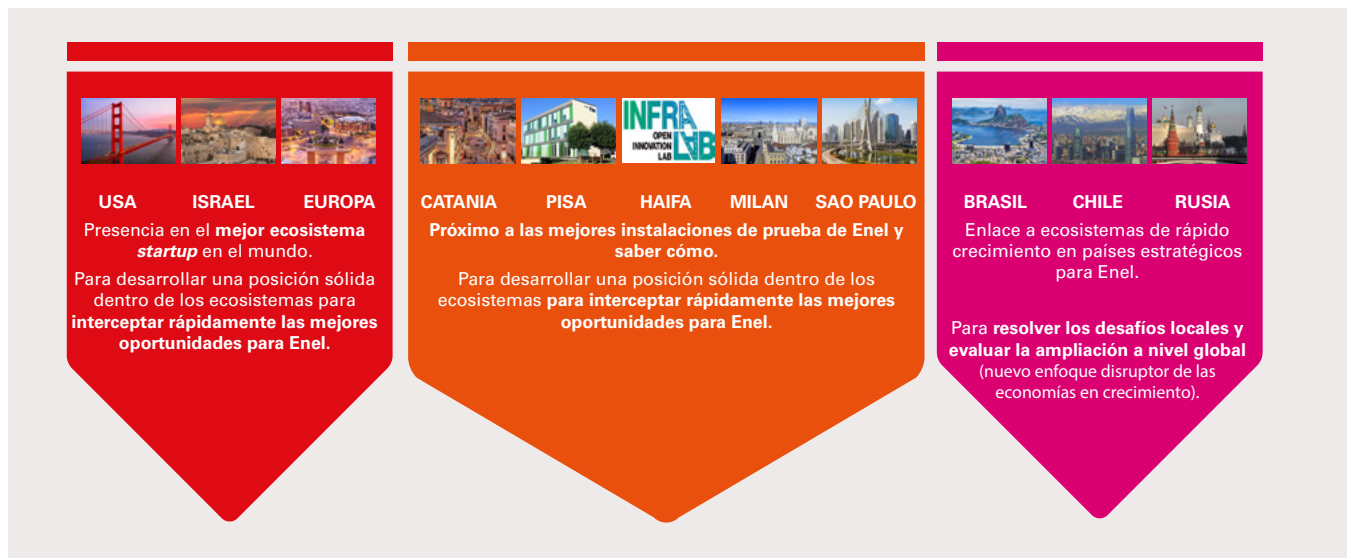 INFRA
OPEN
INNOVATION
LAB
LAB
USA ISRAEL EUROPA
Presencia en el mejor ecosistema
startup en el mundo.
Para desarrollar una posición sólida
dentro de los ecosistemas para
interceptar rápidamente las mejores
oportunidades para Enel.
CATANIA PISA HAIFA MILAN SAO PAULO
Próximo a las mejores instalaciones de prueba de Enel y
saber cómo.
Para desarrollar una posición sólida dentro de los
ecosistemas para interceptar rápidamente las mejores
oportunidades para Enel.
BRASIL CHILE RUSIA
Enlace a ecosistemas de rápido
crecimiento en países estratégicos
para Enel.
Para resolver los desafíos locales y
evaluar la ampliación a nivel global
(nuevo enfoque disruptor de las
economías en crecimiento).